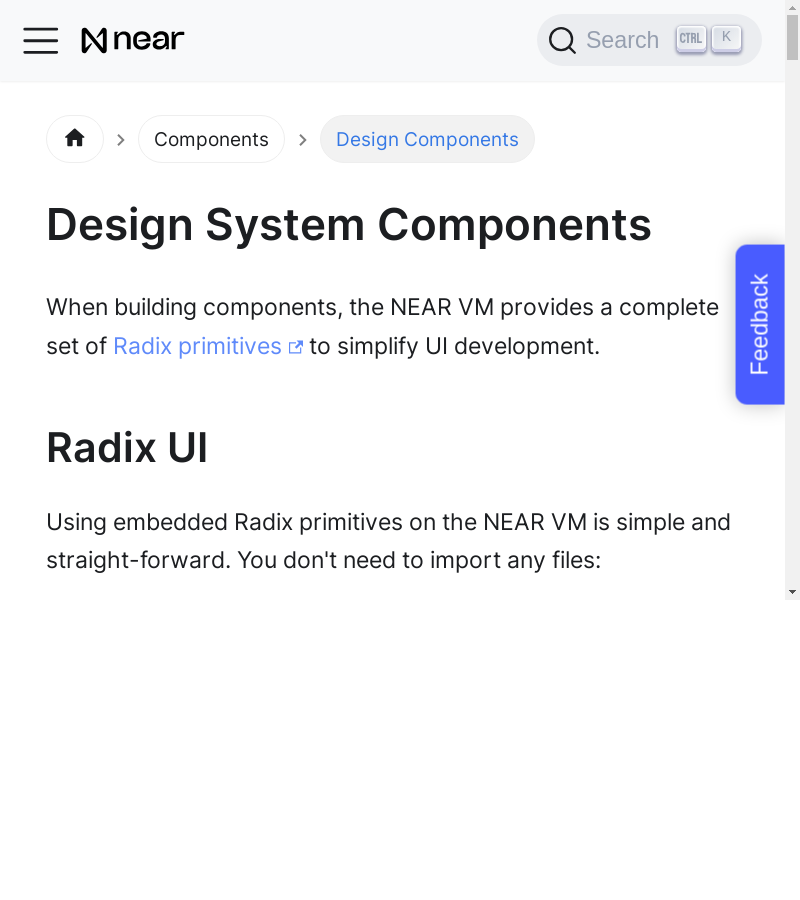 near
Search CTRL K
Components
Design Components
Design System Components
When building components, the NEAR VM provides a complete
set of Radix primitives to simplify UI development.
Feedback
Radix UI
Using embedded Radix primitives on the NEAR VM is simple and
straight-forward. You don't need to import any files: